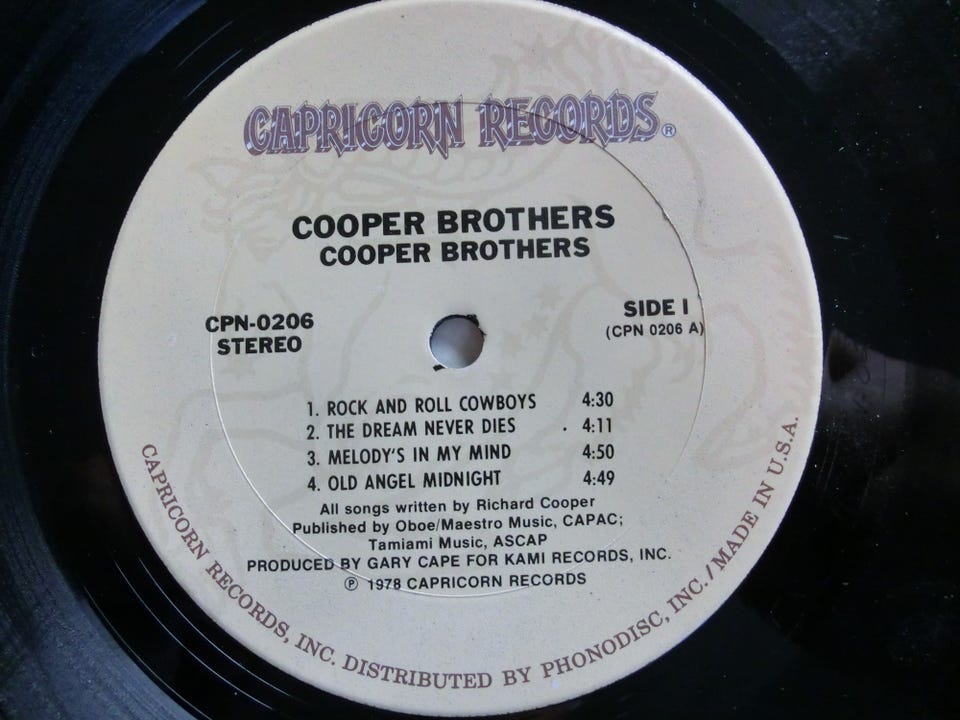 CAPRICORN RECORDS®
COOPER BROTHERS
COOPER BROTHERS
CPN-0206
STEREO
SIDE I
(CPN 0206 A)
1. ROCK AND ROLL COWBOYS 4:30
2. THE DREAM NEVER DIES 4:11
3. MELODY'S IN MY MIND 4:50
4. OLD ANGEL MIDNIGHT 4:49
All songs written by Richard Cooper
Published by Oboe/Maestro Music, CAPAC;
Tamiami Music, ASCAP
PRODUCED BY GARY CAPE FOR KAMI RECORDS, INC.
℗ 1978 CAPRICORN RECORDS
CAPRICORN RECORDS, INC. DISTRIBUTED BY PHONODISC, INC./MADE IN U.S.A.